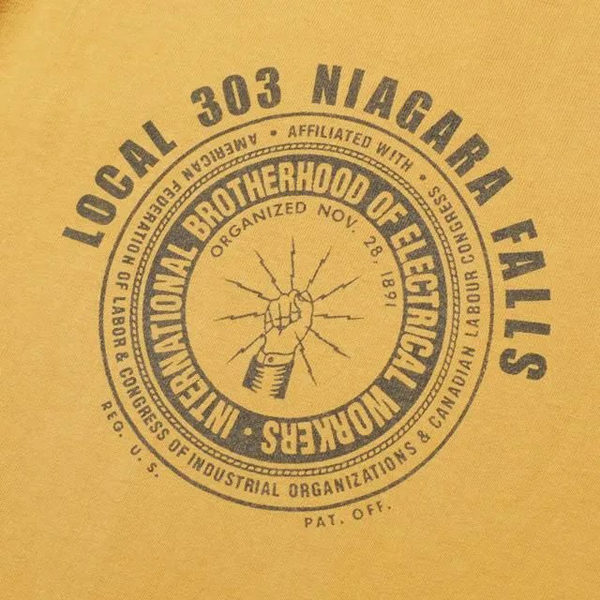 LOCAL 303 NIAGARA FALLS
• AFFILIATED WITH • AMERICAN FEDERATION OF LABOR & CONGRESS OF INDUSTRIAL ORGANIZATIONS & CANADIAN LABOUR CONGRESS
INTERNATIONAL BROTHERHOOD OF ELECTRICAL WORKERS •
ORGANIZED NOV. 28, 1891
REG. U. S.
PAT. OFF.